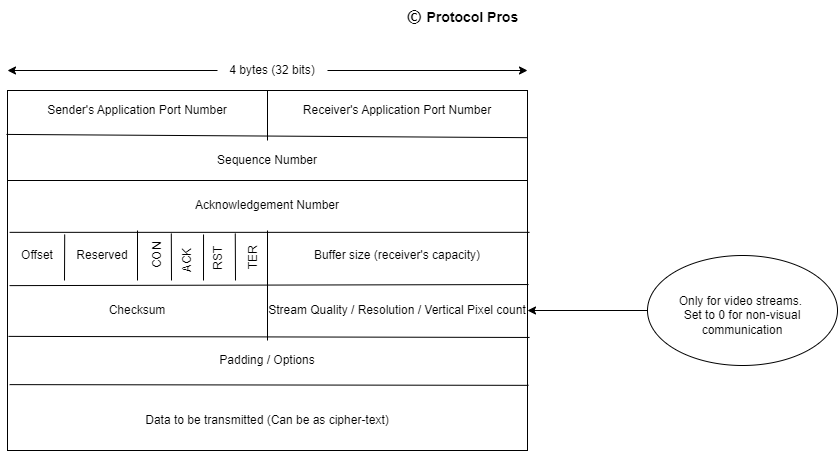 © Protocol Pros
4 bytes (32 bits)
Sender's Application Port Number
Receiver's Application Port Number
Sequence Number
Acknowledgement Number
Offset
Reserved
CON
ACK
RST
TER
Buffer size (receiver's capacity)
Checksum
Stream Quality / Resolution / Vertical Pixel count
Only for video streams.
Set to 0 for non-visual
communication
Padding / Options
Data to be transmitted (Can be as cipher-text)